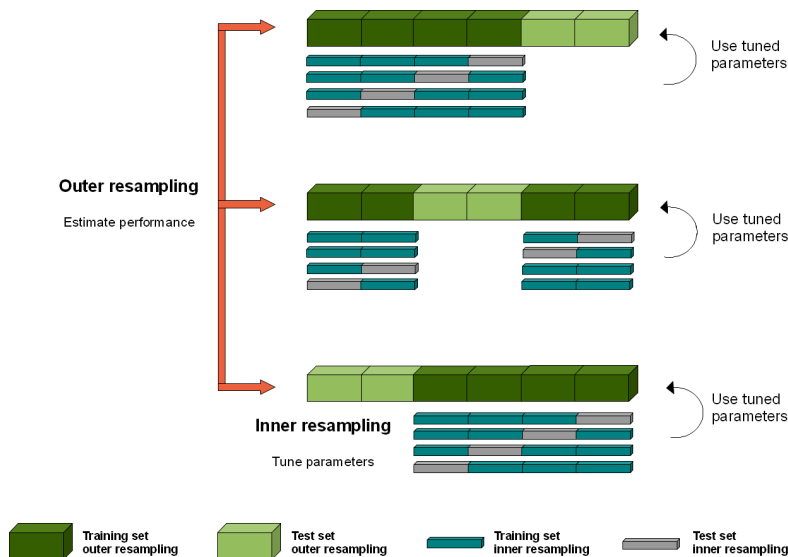 Use tuned
parameters
Outer resampling
Estimate performance
Use tuned
parameters
Use tuned
parameters
Inner resampling
Tune parameters
Training set
outer resampling
Test set
outer resampling
Training set
inner resampling
Test set
inner resampling